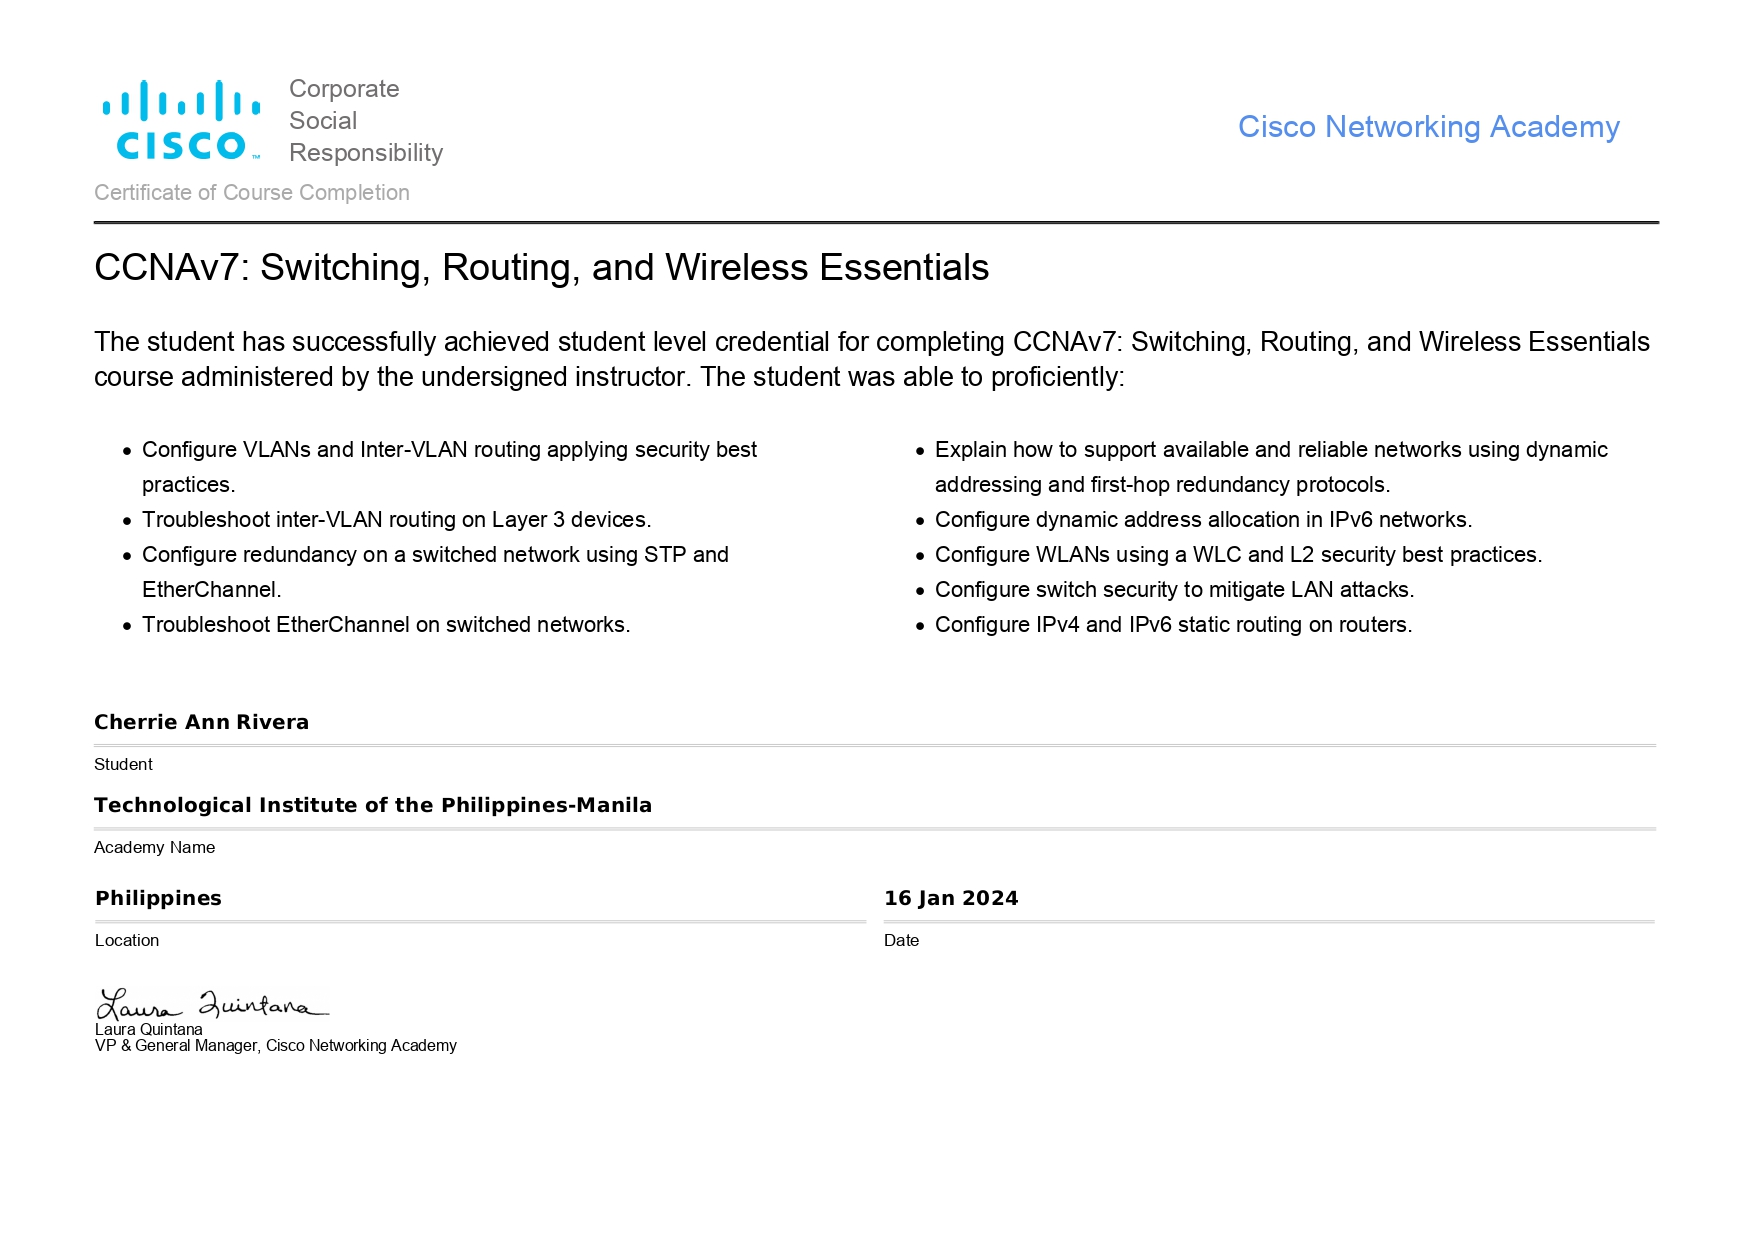 CISCO™
Corporate
Social
Responsibility
Cisco Networking Academy
Certificate of Course Completion
CCNAv7: Switching, Routing, and Wireless Essentials
The student has successfully achieved student level credential for completing CCNAv7: Switching, Routing, and Wireless Essentials
course administered by the undersigned instructor. The student was able to proficiently:
• Configure VLANs and Inter-VLAN routing applying security best
practices.
• Troubleshoot inter-VLAN routing on Layer 3 devices.
• Configure redundancy on a switched network using STP and
EtherChannel.
• Troubleshoot EtherChannel on switched networks.
• Explain how to support available and reliable networks using dynamic
addressing and first-hop redundancy protocols.
• Configure dynamic address allocation in IPv6 networks.
• Configure WLANs using a WLC and L2 security best practices.
• Configure switch security to mitigate LAN attacks.
• Configure IPv4 and IPv6 static routing on routers.
Cherrie Ann Rivera
Student
Technological Institute of the Philippines-Manila
Academy Name
Philippines
Location
16 Jan 2024
Date
Laura Quintana
Laura Quintana
VP & General Manager, Cisco Networking Academy